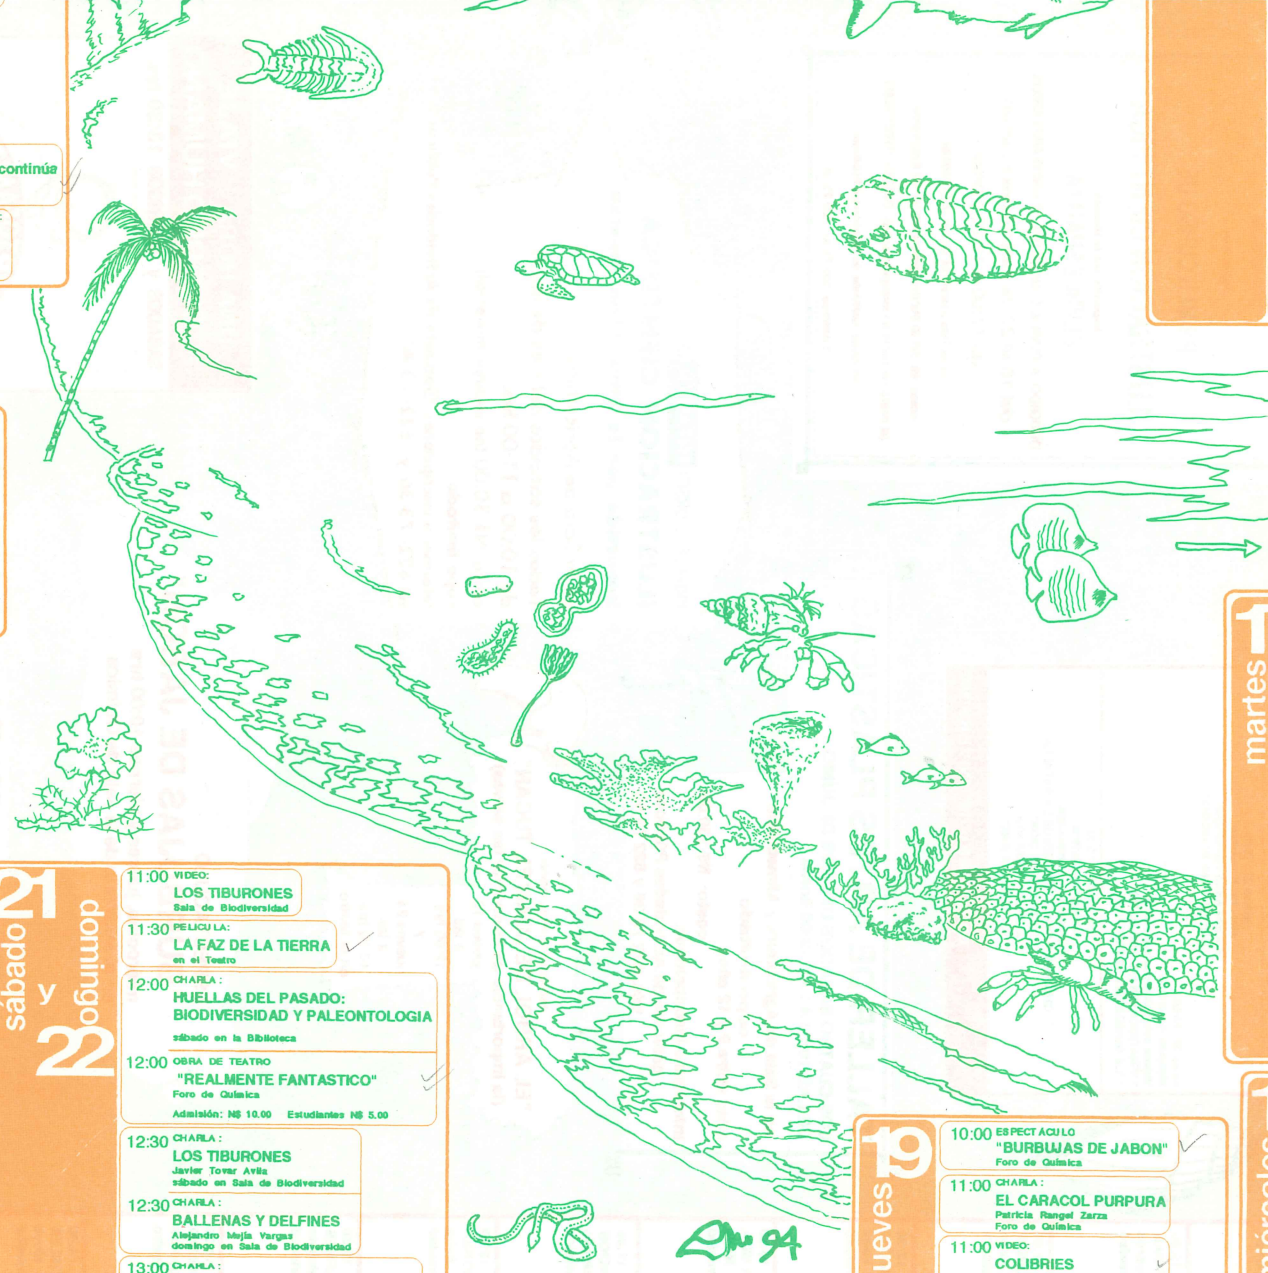 continúa
martes
1
21
sábado
y
domingo
22
11:00 VIDEO:
LOS TIBURONES
Sala de Biodiversidad
11:30 PELICULA:
LA FAZ DE LA TIERRA
en el Teatro
12:00 CHARLA:
HUELLAS DEL PASADO:
BIODIVERSIDAD Y PALEONTOLOGIA
sábado en la Biblioteca
12:00 OBRA DE TEATRO
"REALMENTE FANTASTICO"
Foro de Química
Admisión: N$ 10.00 Estudiantes N$ 5.00
12:30 CHARLA:
LOS TIBURONES
Javier Tovar Avila
sábado en Sala de Biodiversidad
12:30 CHARLA:
BALLENAS Y DELFINES
Alejandro Mejía Vargas
domingo en Sala de Biodiversidad
13:00 CHARLA:
94
19
ueves
10:00 ESPECTACULO
"BURBUJAS DE JABON"
Foro de Química
11:00 CHARLA:
EL CARACOL PURPURA
Patricia Rangel Zarza
Foro de Química
11:00 VIDEO:
COLIBRIES
miércoles